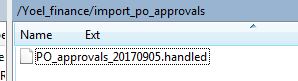 /Yoel_finance/import_po_approvals
Name Ext
PO_approvals_20170905.handled